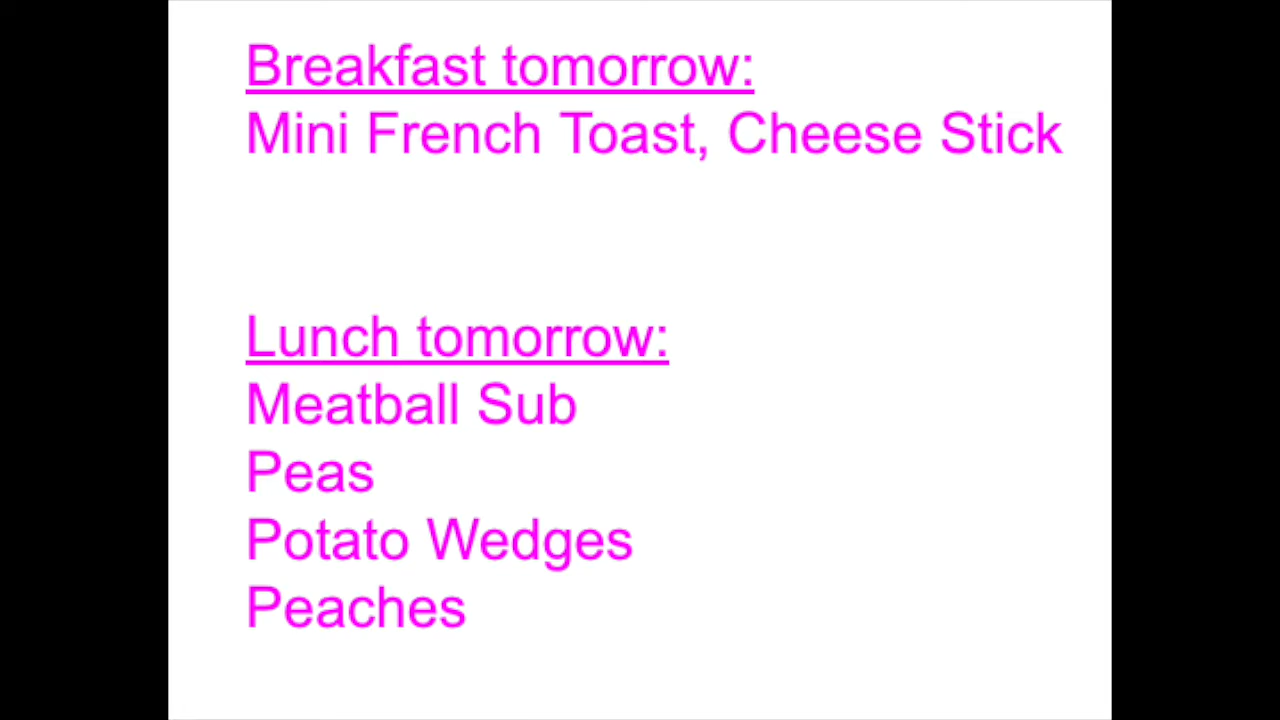 Breakfast tomorrow:
Mini French Toast, Cheese Stick
Lunch tomorrow:
Meatball Sub
Peas
Potato Wedges
Peaches